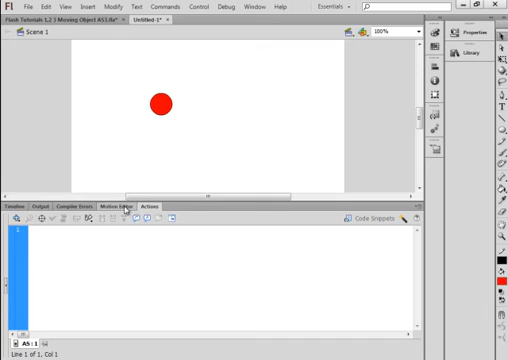 Fl File Edit View Insert Modify Text Commands Control Debug Window Help Essentials
Flash Tutorials 1,2 3 Moving Object AS3.fla* × Untitled-1* ×
Scene 1 100%
Properties
Library
Timeline Output Compiler Errors Motion Editor Actions
Code Snippets
1
AS : 1
Line 1 of 1, Col 1